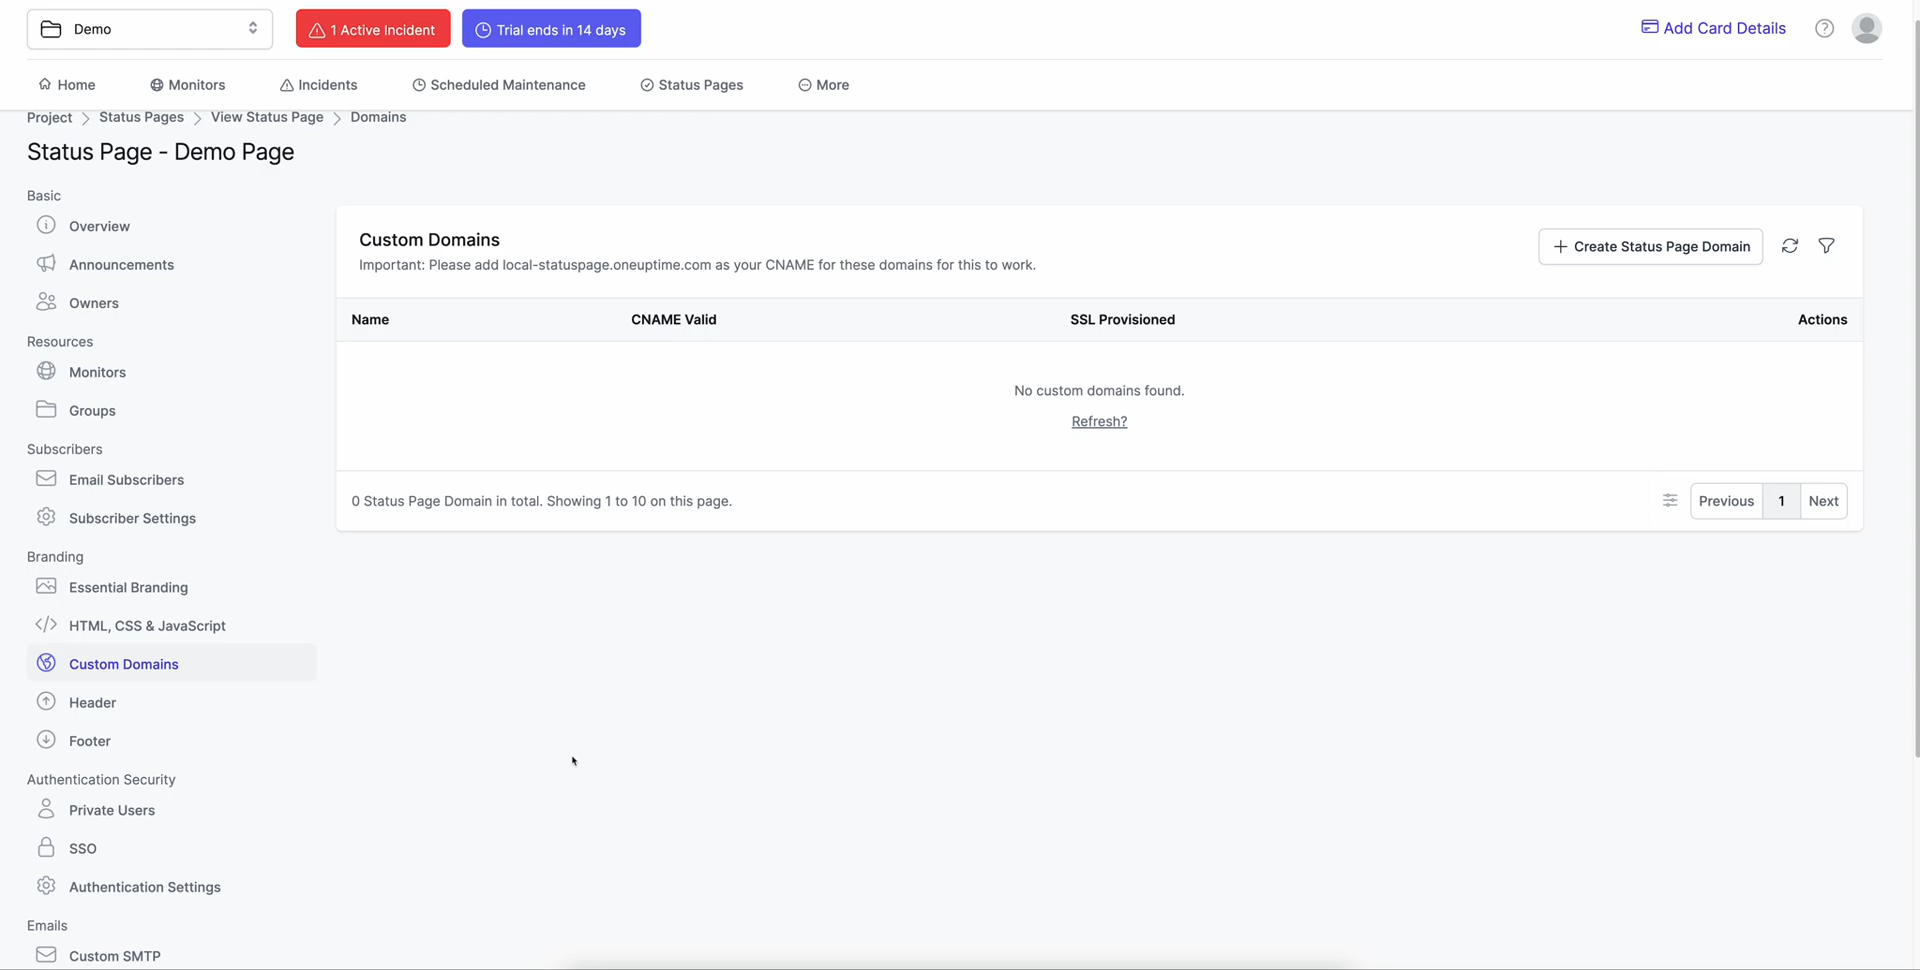 Demo
1 Active Incident
Trial ends in 14 days
Add Card Details
Home
Monitors
Incidents
Scheduled Maintenance
Status Pages
More
Project
Status Pages
View Status Page
Domains
Status Page - Demo Page
Basic
Overview
Announcements
Owners
Resources
Monitors
Groups
Subscribers
Email Subscribers
Subscriber Settings
Branding
Essential Branding
HTML, CSS & JavaScript
Custom Domains
Header
Footer
Authentication Security
Private Users
SSO
Authentication Settings
Emails
Custom SMTP
Custom Domains
Important: Please add local-statuspage.oneuptime.com as your CNAME for these domains for this to work.
Create Status Page Domain
Name
CNAME Valid
SSL Provisioned
Actions
No custom domains found.
Refresh?
0 Status Page Domain in total. Showing 1 to 10 on this page.
Previous
1
Next